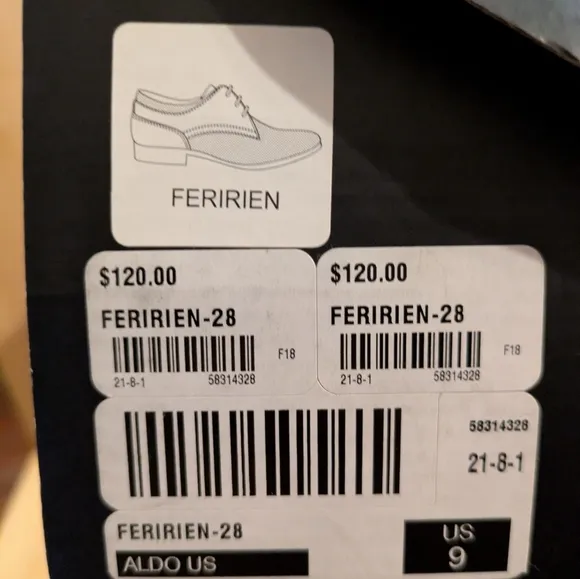 FERIRIEN
$120.00
FERIRIEN-28
F18
21-8-1 58314328
$120.00
FERIRIEN-28
F18
21-8-1 58314328
58314328
21-8-1
FERIRIEN-28
ALDO US
US
9